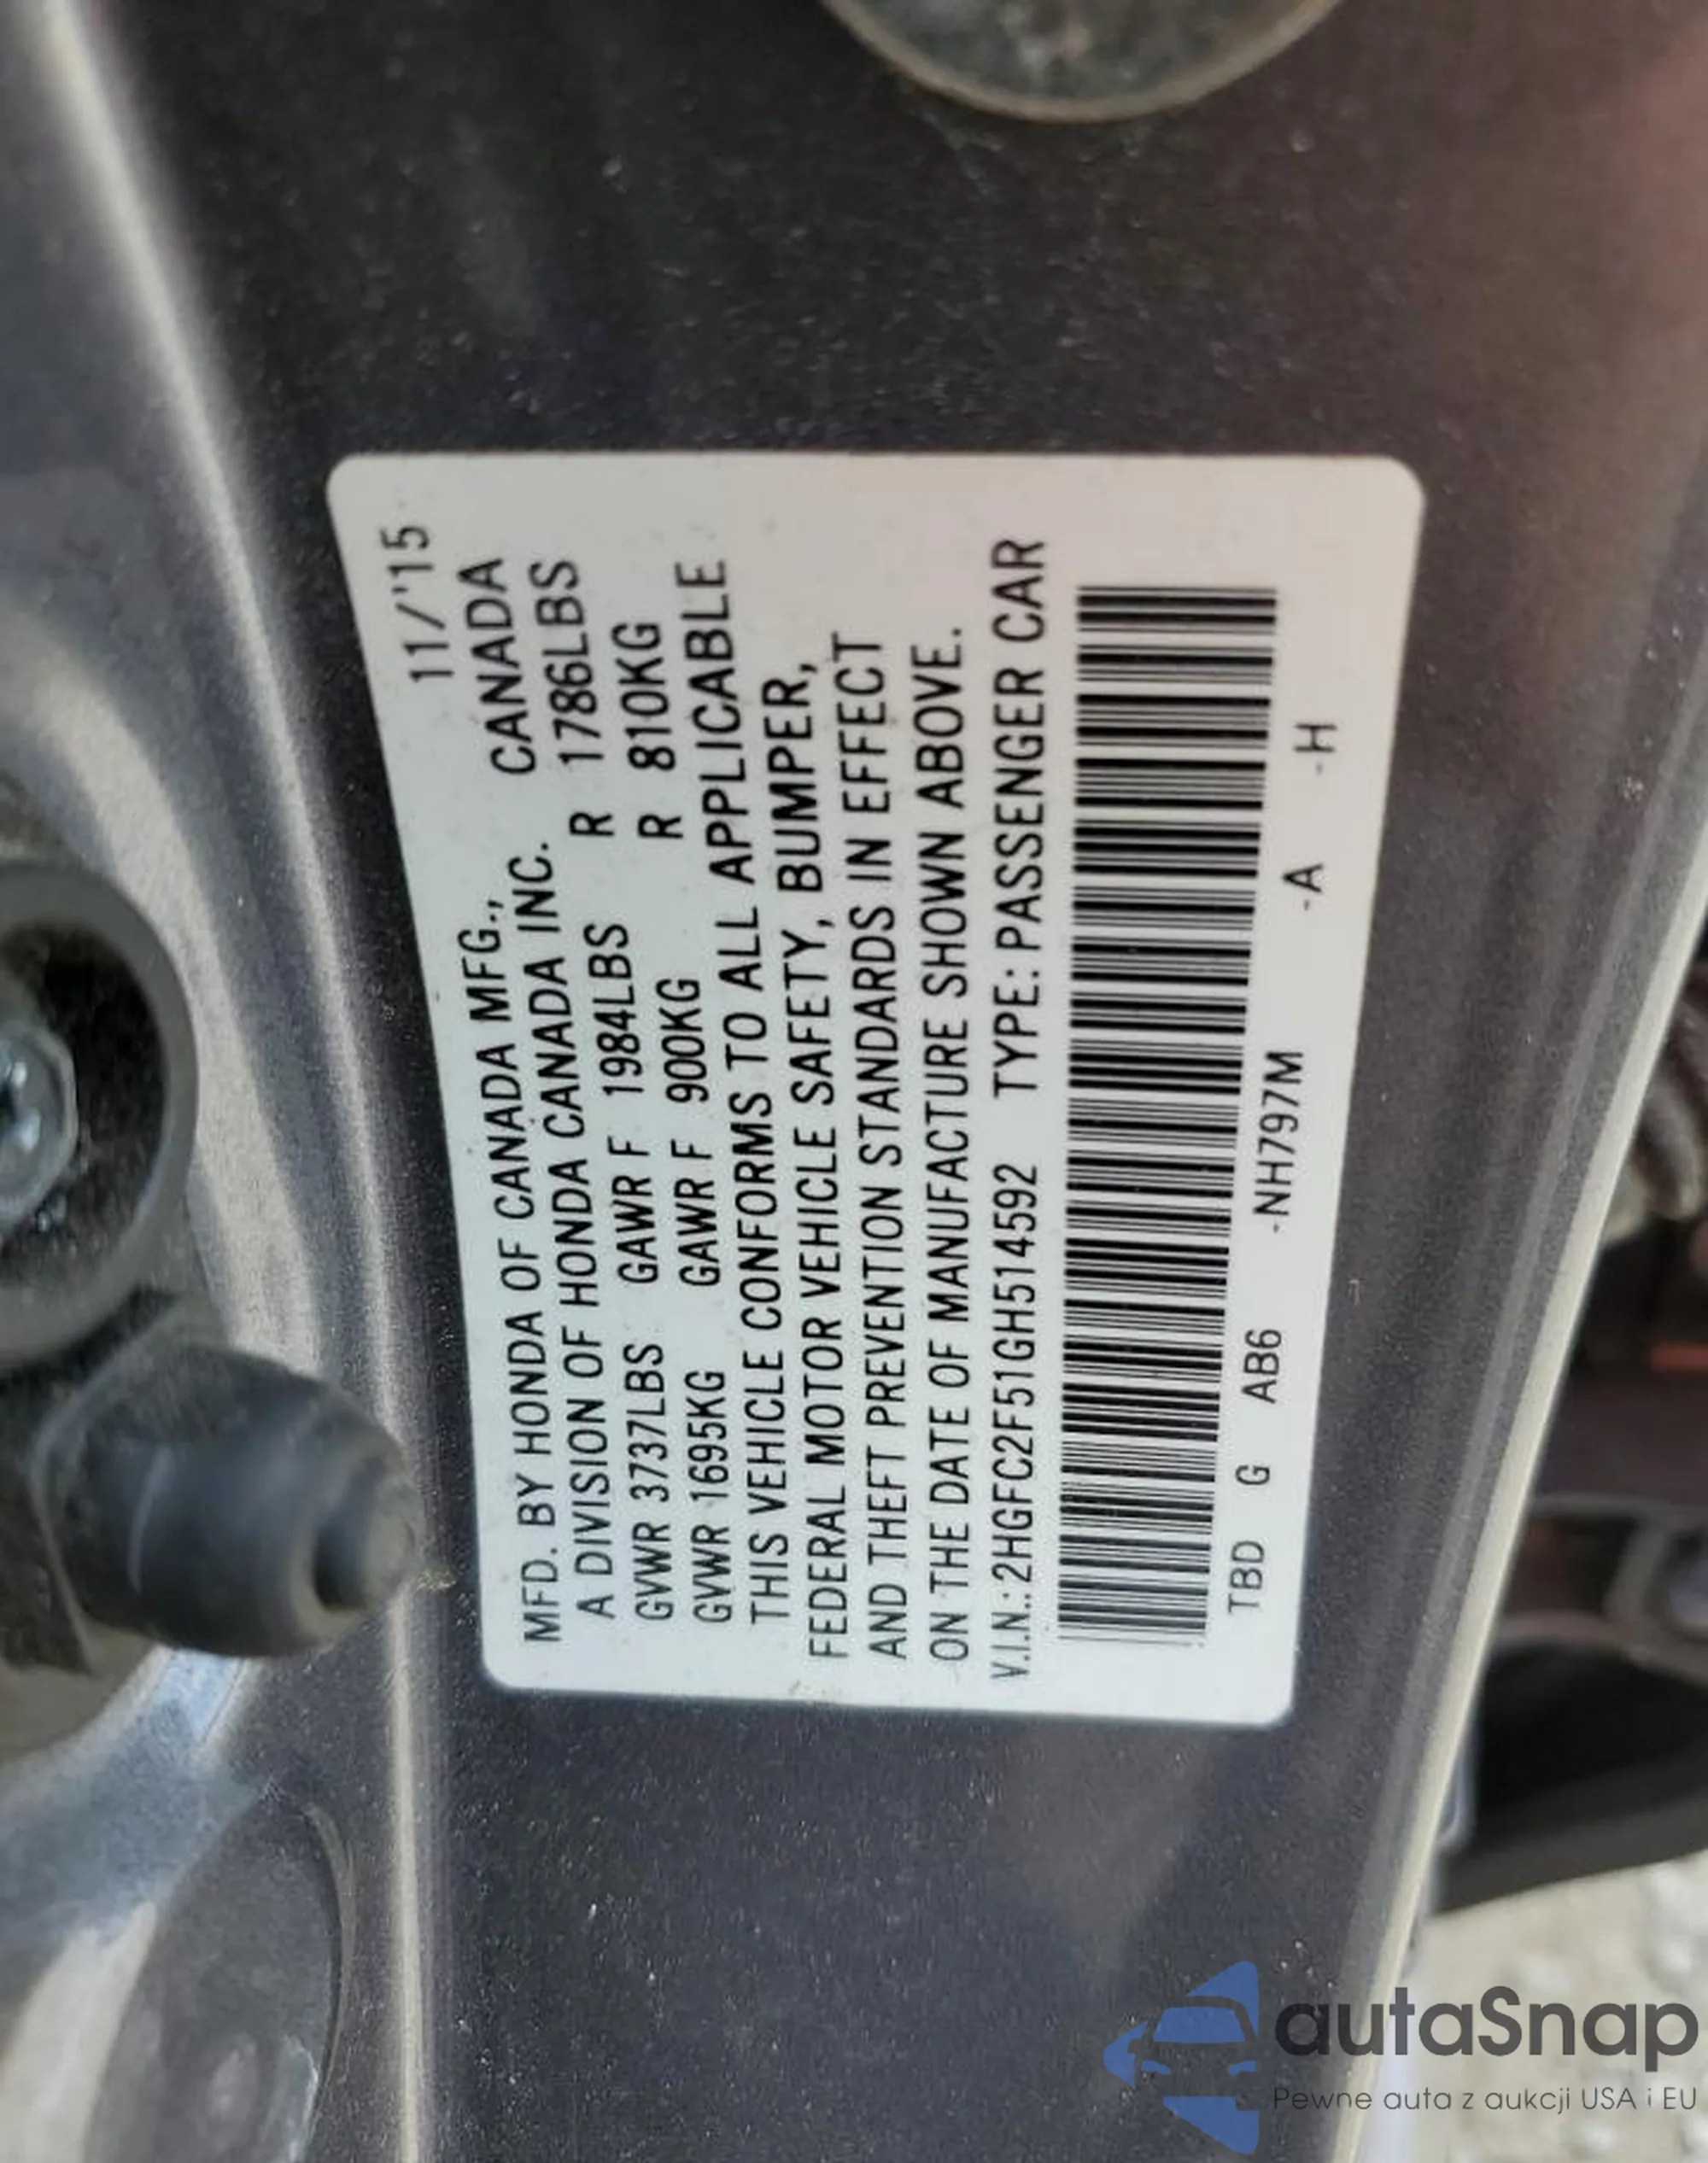 11/'15
MFD. BY HONDA OF CANADA MFG., CANADA
A DIVISION OF HONDA CANADA INC.
GVWR 3737LBS GAWR F 1984LBS R 1786LBS
GVWR 1695KG GAWR F 900KG R 810KG
THIS VEHICLE CONFORMS TO ALL APPLICABLE
FEDERAL MOTOR VEHICLE SAFETY, BUMPER,
AND THEFT PREVENTION STANDARDS IN EFFECT
ON THE DATE OF MANUFACTURE SHOWN ABOVE.
V.I.N.:2HGFC2F51GH514592 TYPE: PASSENGER CAR
TBD G AB6 -NH797M -A -H
autaSnap
Pewne auta z aukcji USA i EU